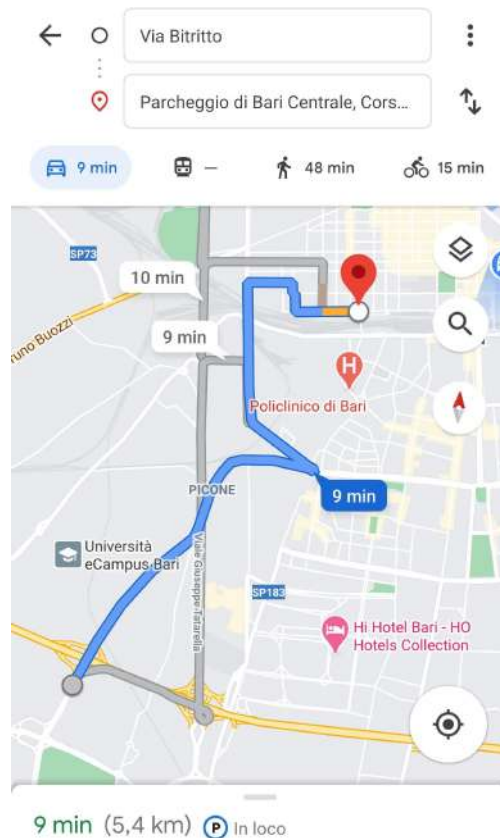 Via Bitritto
Parcheggio di Bari Centrale, Cors...
9 min
—
48 min
15 min
SP73
10 min
runo Buozzi
9 min
H
Policlinico di Bari
PICONE
9 min
Università
eCampus Bari
Viale Giuseppe Tatarella
SP183
Hi Hotel Bari - HO
Hotels Collection
9 min (5,4 km) P In loco